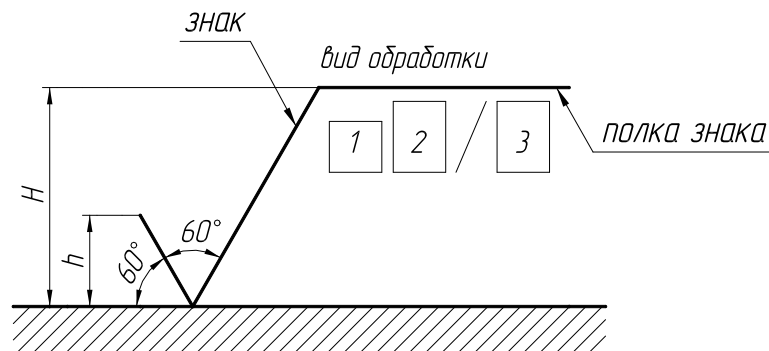 знак
вид обработки
1 2 / 3
полка знака
H
h
60°
60°